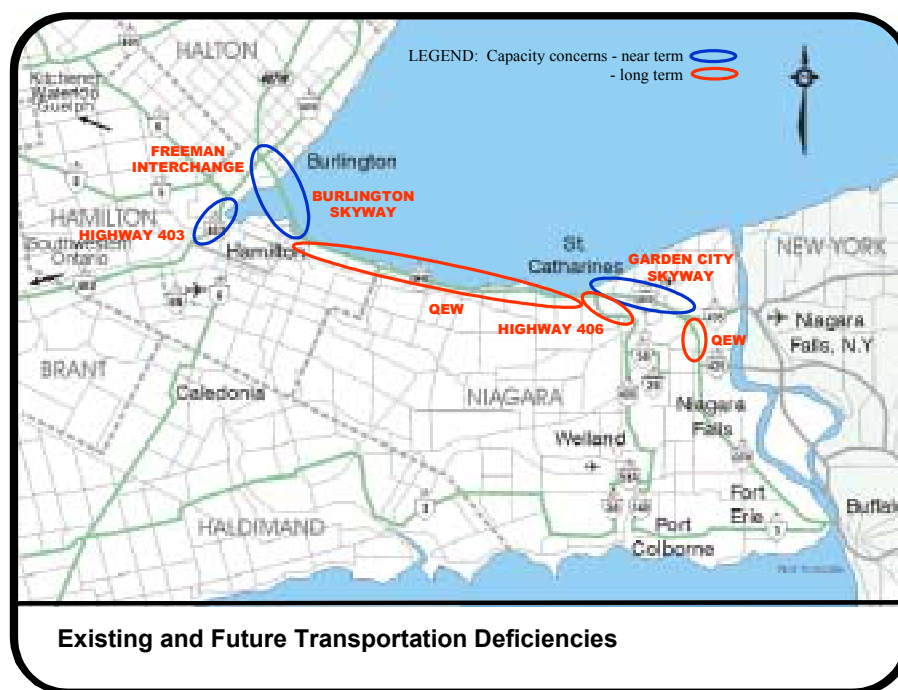 LEGEND: Capacity concerns - near term
- long term
HALTON
Kitchener
Waterloo
Guelph
FREEMAN
INTERCHANGE
Burlington
BURLINGTON
SKYWAY
HAMILTON
HIGHWAY 403
Southwestern
Ontario
Hamilton
St
Catharines
GARDEN CITY
SKYWAY
NEW YORK
QEW
HIGHWAY 406
QEW
Niagara
Falls, N.Y
BRANT
Caledonia
NIAGARA
Niagara
Falls
Welland
Fort
Erie
Buffalo
HALDIMAND
Port
Colborne
Existing and Future Transportation Deficiencies